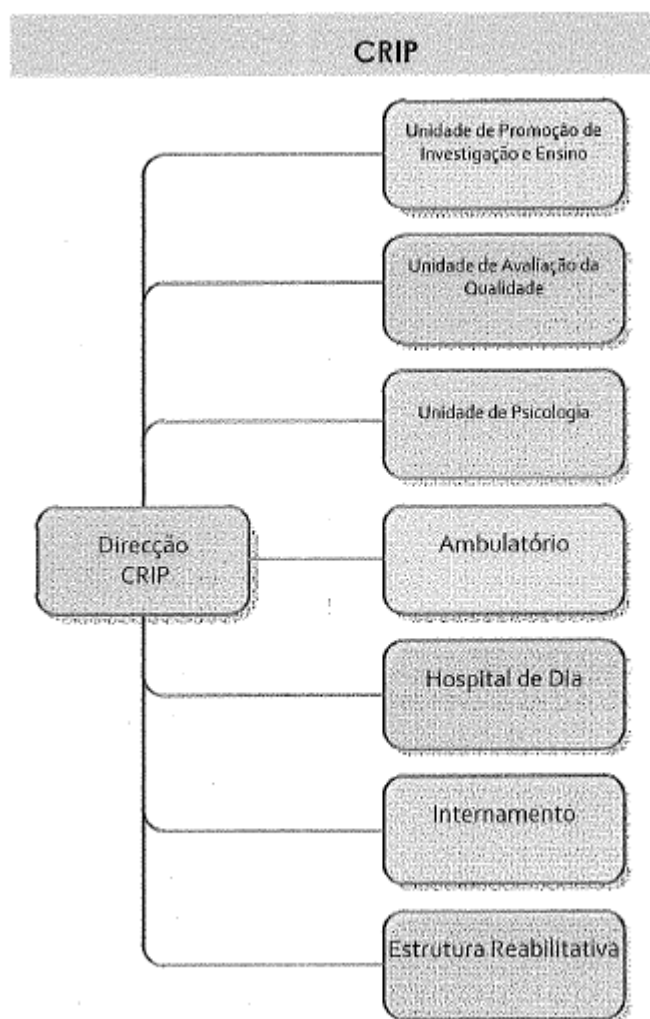 CRIP
Unidade de Promoção de
Investigação e Ensino
Unidade de Avaliação da
Qualidade
Unidade de Psicologia
Direcção
CRIP
Ambulatório
Hospital de Dia
Internamento
Estrutura Reabilitativa